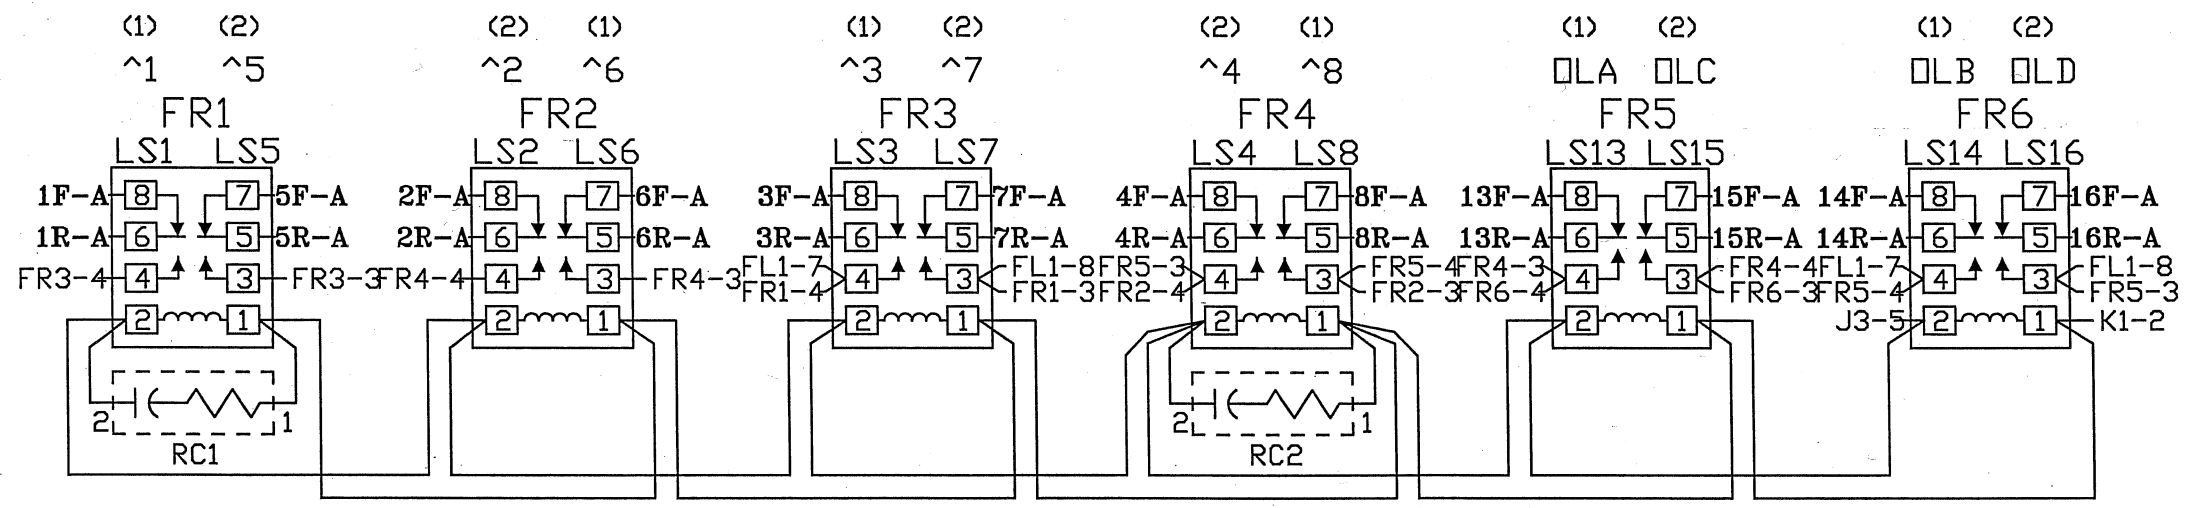 (1) (2) (2) (1) (1) (2) (2) (1) (1) (2) (1) (2)
^1 ^5 ^2 ^6 ^3 ^7 ^4 ^8 OLA OLC OLB OLD
FR1 FR2 FR3 FR4 FR5 FR6
LS1 LS5 LS2 LS6 LS3 LS7 LS4 LS8 LS13 LS15 LS14 LS16
1F-A 8 7 5F-A 2F-A 8 7 6F-A 3F-A 8 7 7F-A 4F-A 8 7 8F-A 13F-A 8 7 15F-A 14F-A 8 7 16F-A
1R-A 6 5 5R-A 2R-A 6 5 6R-A 3R-A 6 5 7R-A 4R-A 6 5 8R-A 13R-A 6 5 15R-A 14R-A 6 5 16R-A
FL1-7 FL1-8 FR5-3 FR5-4 FR4-3 FR4-4 FL1-7 FL1-8
FR3-4 4 3 FR3-3 FR4-4 4 3 FR4-3 4 3 4 3 4 3 4 3
FR1-4 FR1-3 FR2-4 FR2-3 FR6-4 FR6-3 FR5-4 FR5-3
2 1 2 1 2 1 2 1 2 1 J3-5 2 1 K1-2
2 1 2 1
RC1 RC2